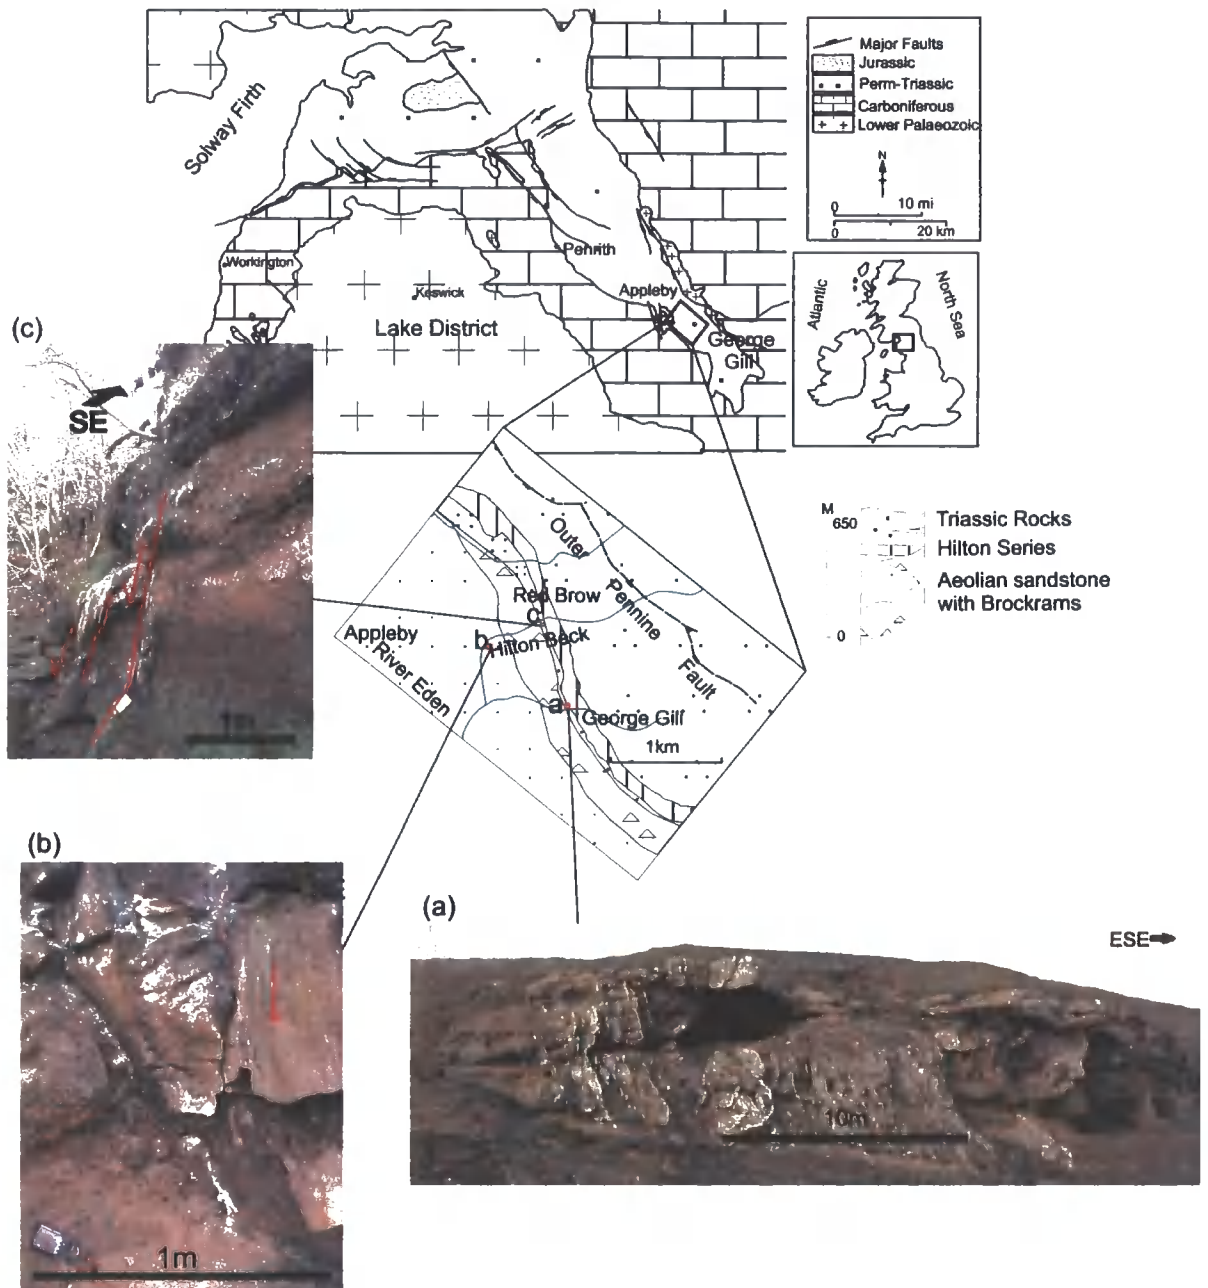 Major Faults
Jurassic
Perm-Triassic
Carboniferous
Lower Palaeozoic
N
0 10 mi
0 20 km
Solway Firth
Workington
Keswick
Lake District
Penrith
Appleby
George
Gill
Atlantic
North Sea
(c)
SE
1m
M
650
0
Triassic Rocks
Hilton Series
Aeolian sandstone
with Brockrams
Outer
Pennine
Fault
Red Brow
c
Appleby
b
Hilton Beck
River Eden
a
George Gill
1km
(b)
1m
(a)
ESE
10m